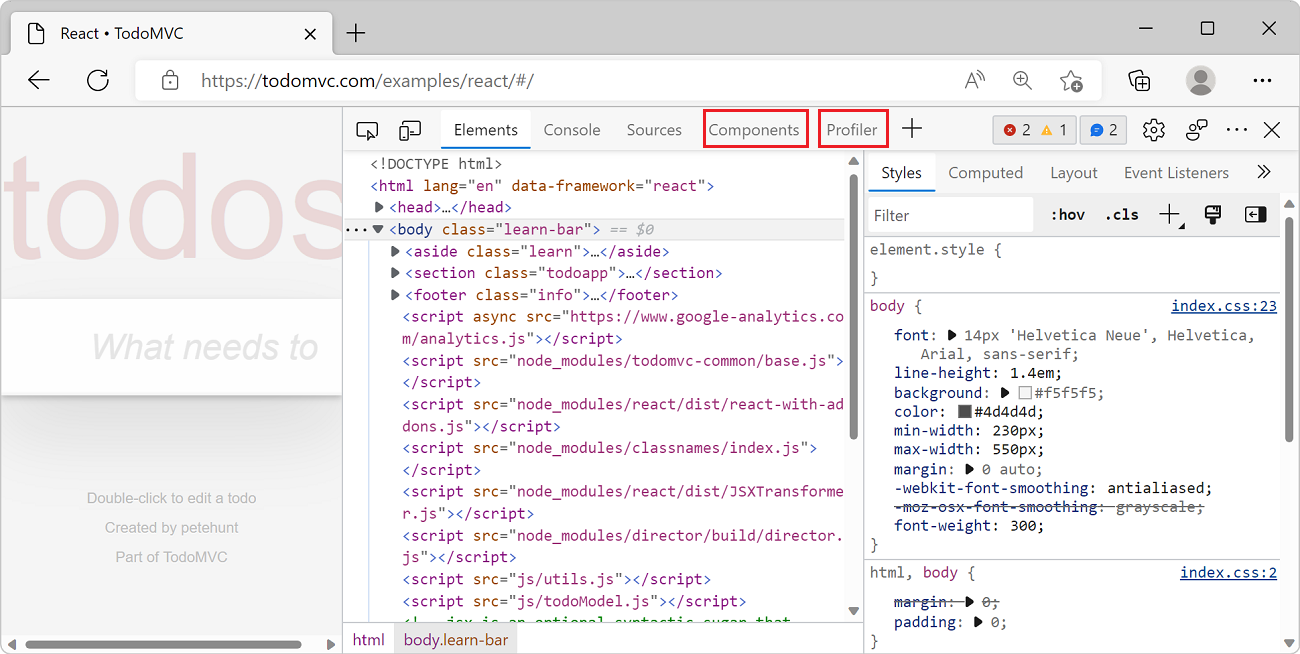 React • TodoMVC
https://todomvc.com/examples/react/#/
todos
What needs to
Double-click to edit a todo
Created by petehunt
Part of TodoMVC
Elements Console Sources Components Profiler 2 1 2
<!DOCTYPE html>
<html lang="en" data-framework="react">
<head>…</head>
<body class="learn-bar"> == $0
<aside class="learn">…</aside>
<section class="todoapp">…</section>
<footer class="info">…</footer>
<script async src="https://www.google-analytics.co
m/analytics.js"></script>
<script src="node_modules/todomvc-common/base.js">
</script>
<script src="node_modules/react/dist/react-with-ad
dons.js"></script>
<script src="node_modules/classnames/index.js">
</script>
<script src="node_modules/react/dist/JSXTransforme
r.js"></script>
<script src="node_modules/director/build/director.
js"></script>
<script src="js/utils.js"></script>
<script src="js/todoModel.js"></script>
html body.learn-bar
Styles Computed Layout Event Listeners
Filter :hov .cls
element.style {
}
body { index.css:23
font: 14px 'Helvetica Neue', Helvetica,
Arial, sans-serif;
line-height: 1.4em;
background: #f5f5f5;
color: #4d4d4d;
min-width: 230px;
max-width: 550px;
margin: 0 auto;
-webkit-font-smoothing: antialiased;
-moz-osx-font-smoothing: grayscale;
font-weight: 300;
}
html, body { index.css:2
margin: 0;
padding: 0;
}